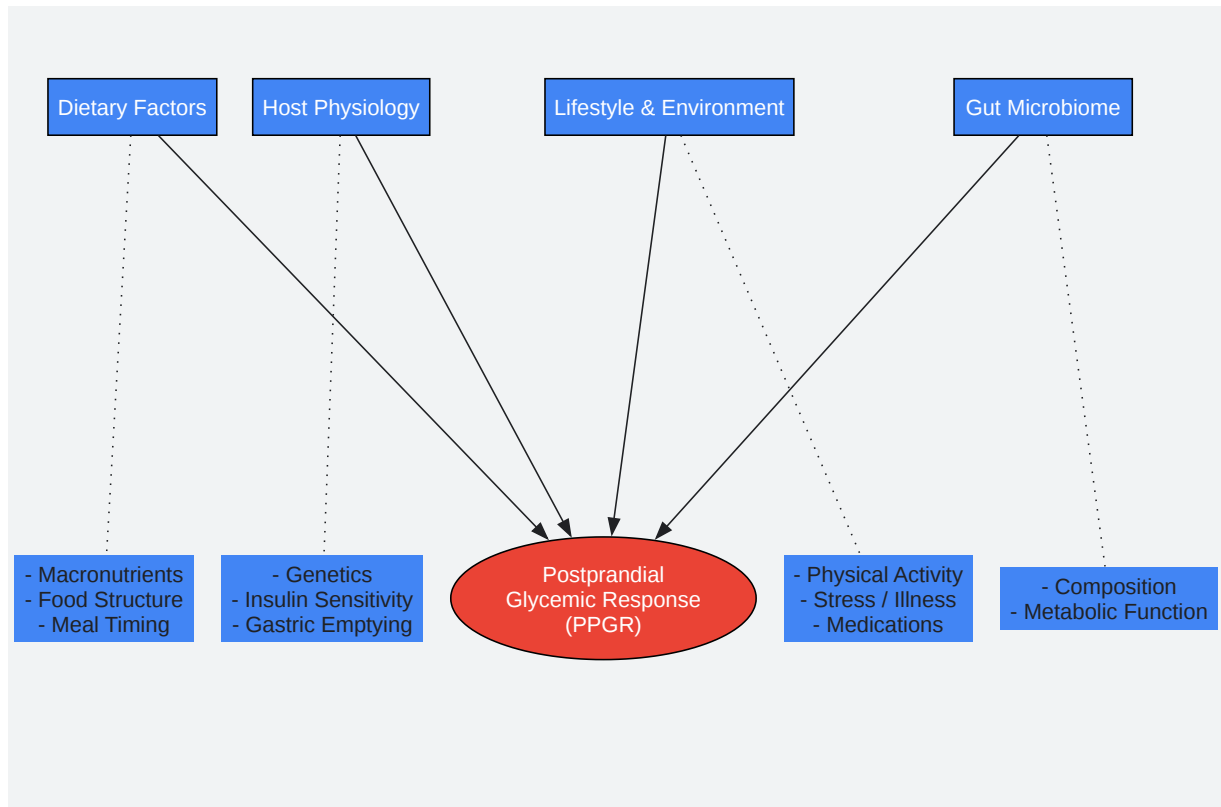 Dietary Factors
Host Physiology
Lifestyle & Environment
Gut Microbiome
- Macronutrients
- Food Structure
- Meal Timing
- Genetics
- Insulin Sensitivity
- Gastric Emptying
Postprandial
Glycemic Response
(PPGR)
- Physical Activity
- Stress / Illness
- Medications
- Composition
- Metabolic Function